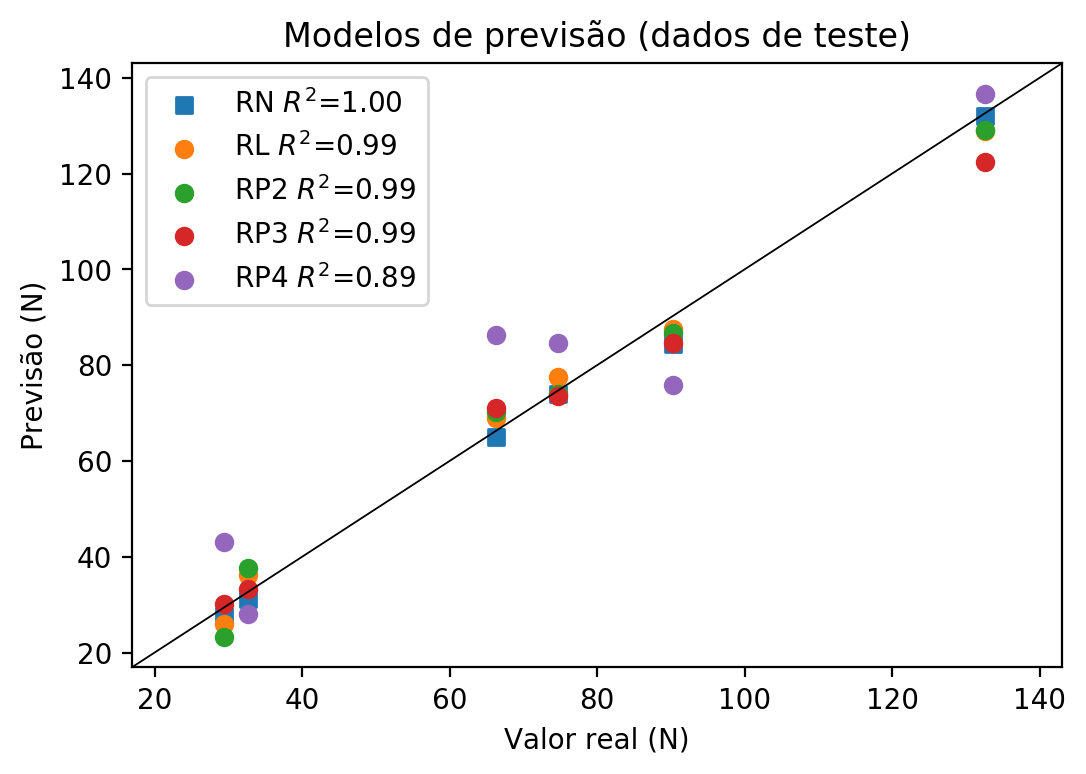 Modelos de previsão (dados de teste)
RN R²=1.00
RL R²=0.99
RP2 R²=0.99
RP3 R²=0.99
RP4 R²=0.89
140
120
100
80
60
40
20
Previsão (N)
20 40 60 80 100 120 140
Valor real (N)